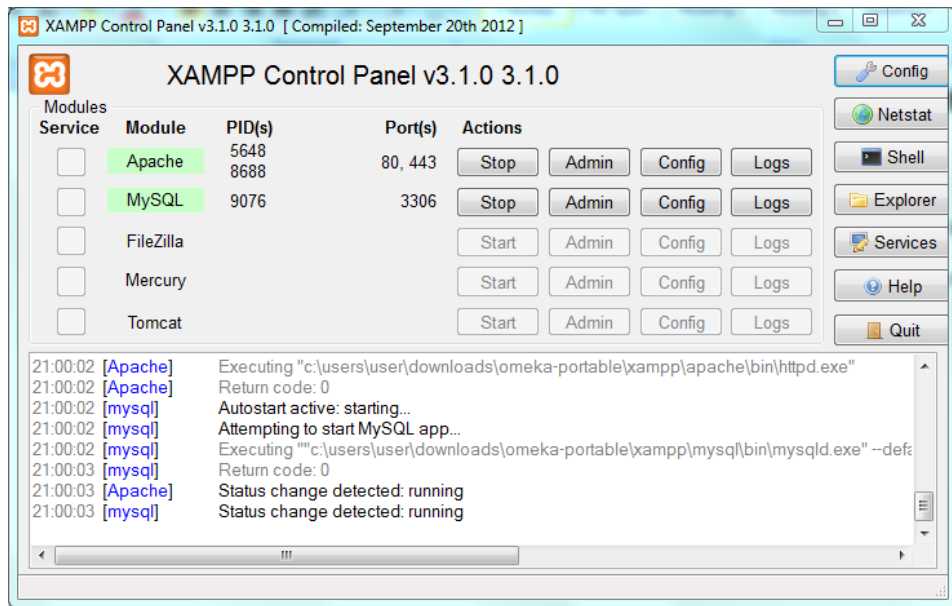 XAMPP Control Panel v3.1.0 3.1.0 [ Compiled: September 20th 2012 ]
XAMPP Control Panel v3.1.0 3.1.0
Config
Modules
Netstat
Service Module PID(s) Port(s) Actions
Apache 5648 8688 80, 443 Stop Admin Config Logs
Shell
MySQL 9076 3306 Stop Admin Config Logs
Explorer
FileZilla Start Admin Config Logs
Services
Mercury Start Admin Config Logs
Help
Tomcat Start Admin Config Logs
Quit
21:00:02 [Apache] Executing "c:\users\user\downloads\omeka-portable\xampp\apache\bin\httpd.exe"
21:00:02 [Apache] Return code: 0
21:00:02 [mysql] Autostart active: starting...
21:00:02 [mysql] Attempting to start MySQL app...
21:00:02 [mysql] Executing ""c:\users\user\downloads\omeka-portable\xampp\mysql\bin\mysqld.exe" --defa
21:00:03 [mysql] Return code: 0
21:00:03 [Apache] Status change detected: running
21:00:03 [mysql] Status change detected: running